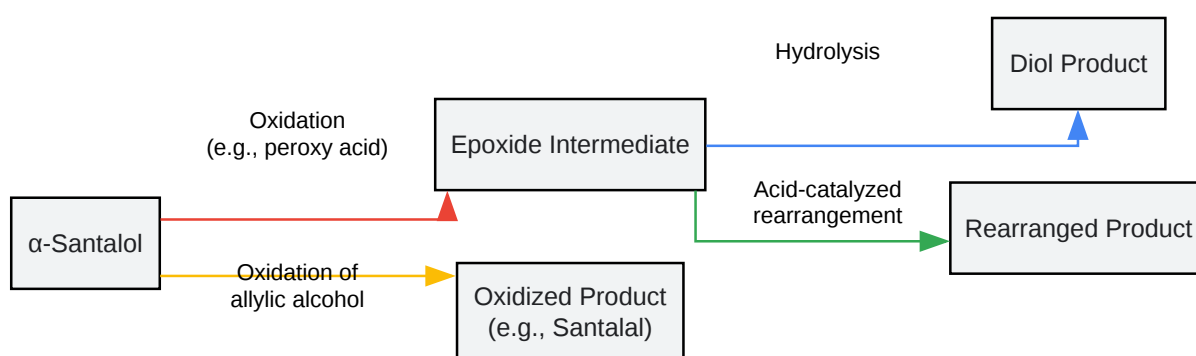 Hydrolysis
Diol Product
Oxidation
(e.g., peroxy acid)
Epoxide Intermediate
Acid-catalyzed
rearrangement
Rearranged Product
α-Santalol
Oxidation of
allylic alcohol
Oxidized Product
(e.g., Santalal)